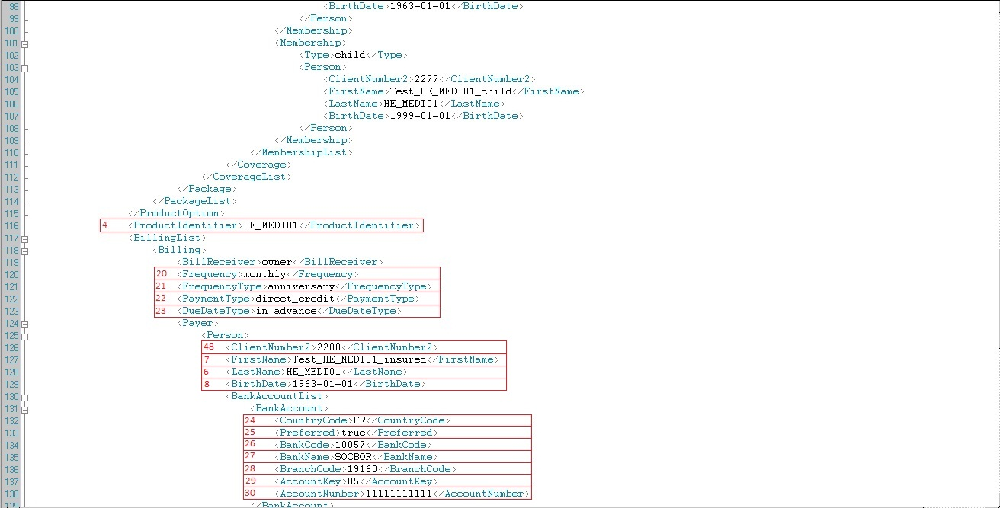 98 <BirthDate>1963-01-01</BirthDate>
99 </Person>
100 </Membership>
101 <Membership>
102 <Type>child</Type>
103 <Person>
104 <ClientNumber2>2277</ClientNumber2>
105 <FirstName>Test_HE_MEDI01_child</FirstName>
106 <LastName>HE_MEDI01</LastName>
107 <BirthDate>1999-01-01</BirthDate>
108 </Person>
109 </Membership>
110 </MembershipList>
111 </Coverage>
112 </CoverageList>
113 </Package>
114 </PackageList>
115 </ProductOption>
116 4 <ProductIdentifier>HE_MEDI01</ProductIdentifier>
117 <BillingList>
118 <Billing>
119 <BillReceiver>owner</BillReceiver>
120 20 <Frequency>monthly</Frequency>
121 21 <FrequencyType>anniversary</FrequencyType>
122 22 <PaymentType>direct_credit</PaymentType>
123 23 <DueDateType>in_advance</DueDateType>
124 <Payer>
125 <Person>
126 48 <ClientNumber2>2200</ClientNumber2>
127 7 <FirstName>Test_HE_MEDI01_insured</FirstName>
128 6 <LastName>HE_MEDI01</LastName>
129 8 <BirthDate>1963-01-01</BirthDate>
130 <BankAccountList>
131 <BankAccount>
132 24 <CountryCode>FR</CountryCode>
133 25 <Preferred>true</Preferred>
134 26 <BankCode>10057</BankCode>
135 27 <BankName>SOCBOR</BankName>
136 28 <BranchCode>19160</BranchCode>
137 29 <AccountKey>85</AccountKey>
138 30 <AccountNumber>11111111111</AccountNumber>
139 </BankAccount>